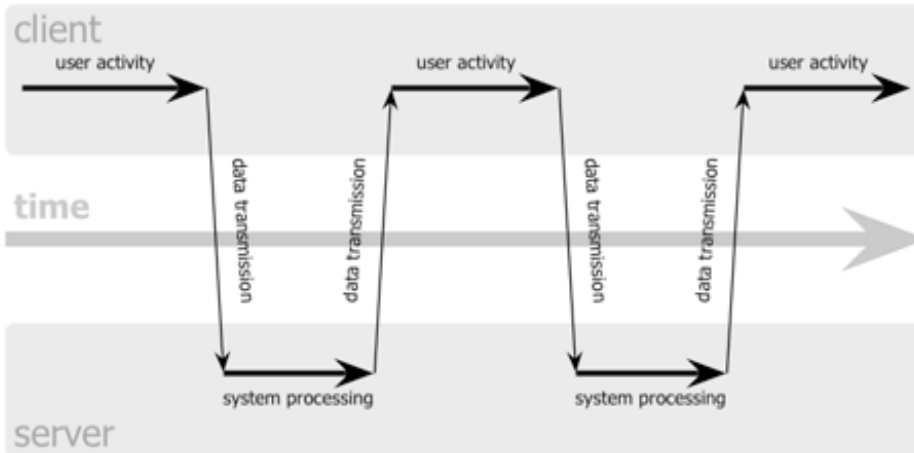 client
user activity
user activity
user activity
data transmission
data transmission
data transmission
data transmission
time
system processing
system processing
server